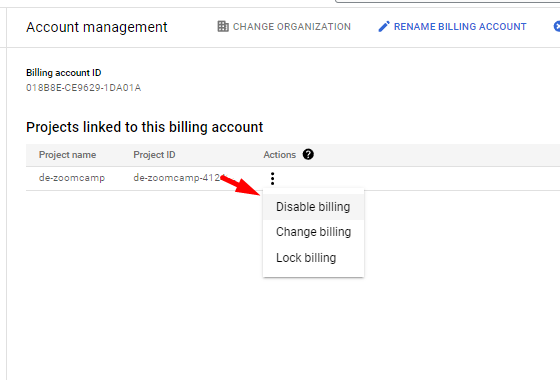 Account management
CHANGE ORGANIZATION
RENAME BILLING ACCOUNT
Billing account ID
018B8E-CE9629-1DA01A
Projects linked to this billing account
Project name Project ID Actions ?
de-zoomcamp de-zoomcamp-412
Disable billing
Change billing
Lock billing